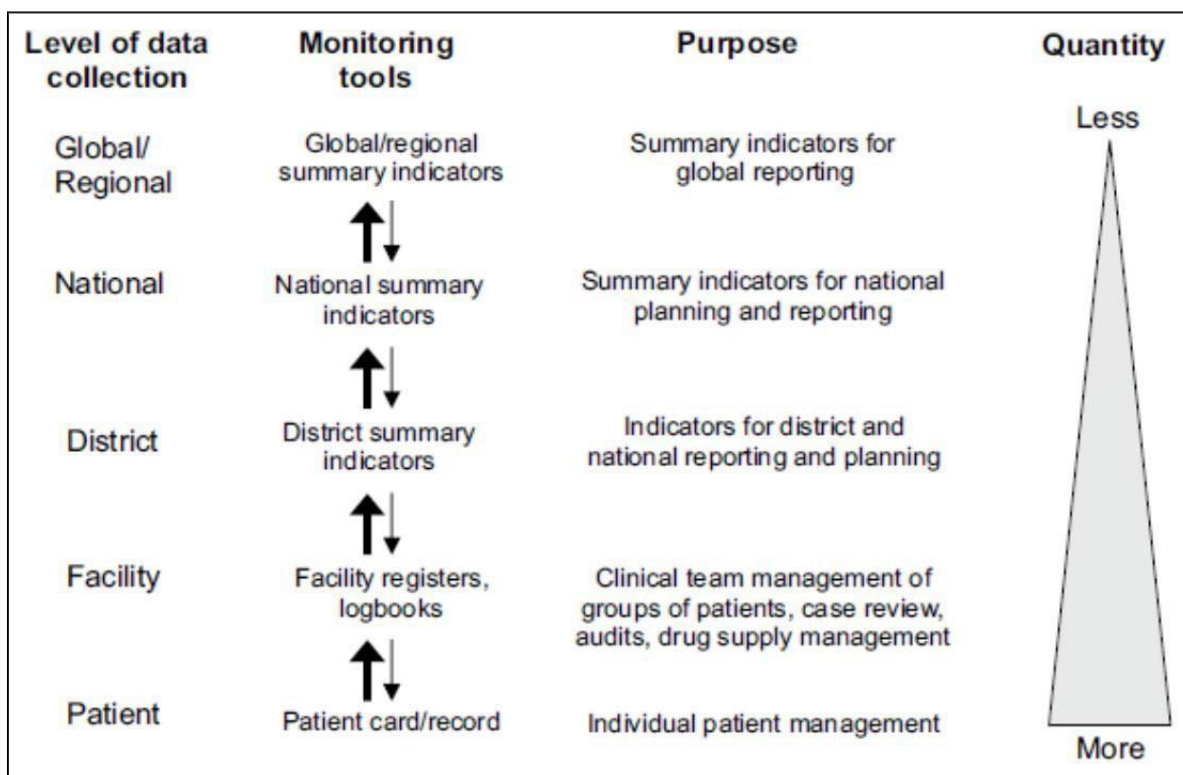 Level of data
collection
Monitoring
tools
Purpose
Quantity
Less
Global/
Regional
Global/regional
summary indicators
Summary indicators for
global reporting
National
National summary
indicators
Summary indicators for national
planning and reporting
District
District summary
indicators
Indicators for district and
national reporting and planning
Facility
Facility registers,
logbooks
Clinical team management of
groups of patients, case review,
audits, drug supply management
Patient
Patient card/record
Individual patient management
More